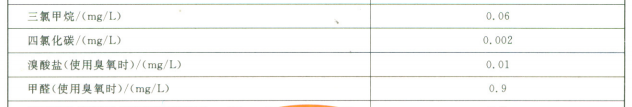 三氯甲烷/(mg/L) 0.06
四氯化碳/(mg/L) 0.002
溴酸盐(使用臭氧时)/(mg/L) 0.01
甲醛(使用臭氧时)/(mg/L) 0.9